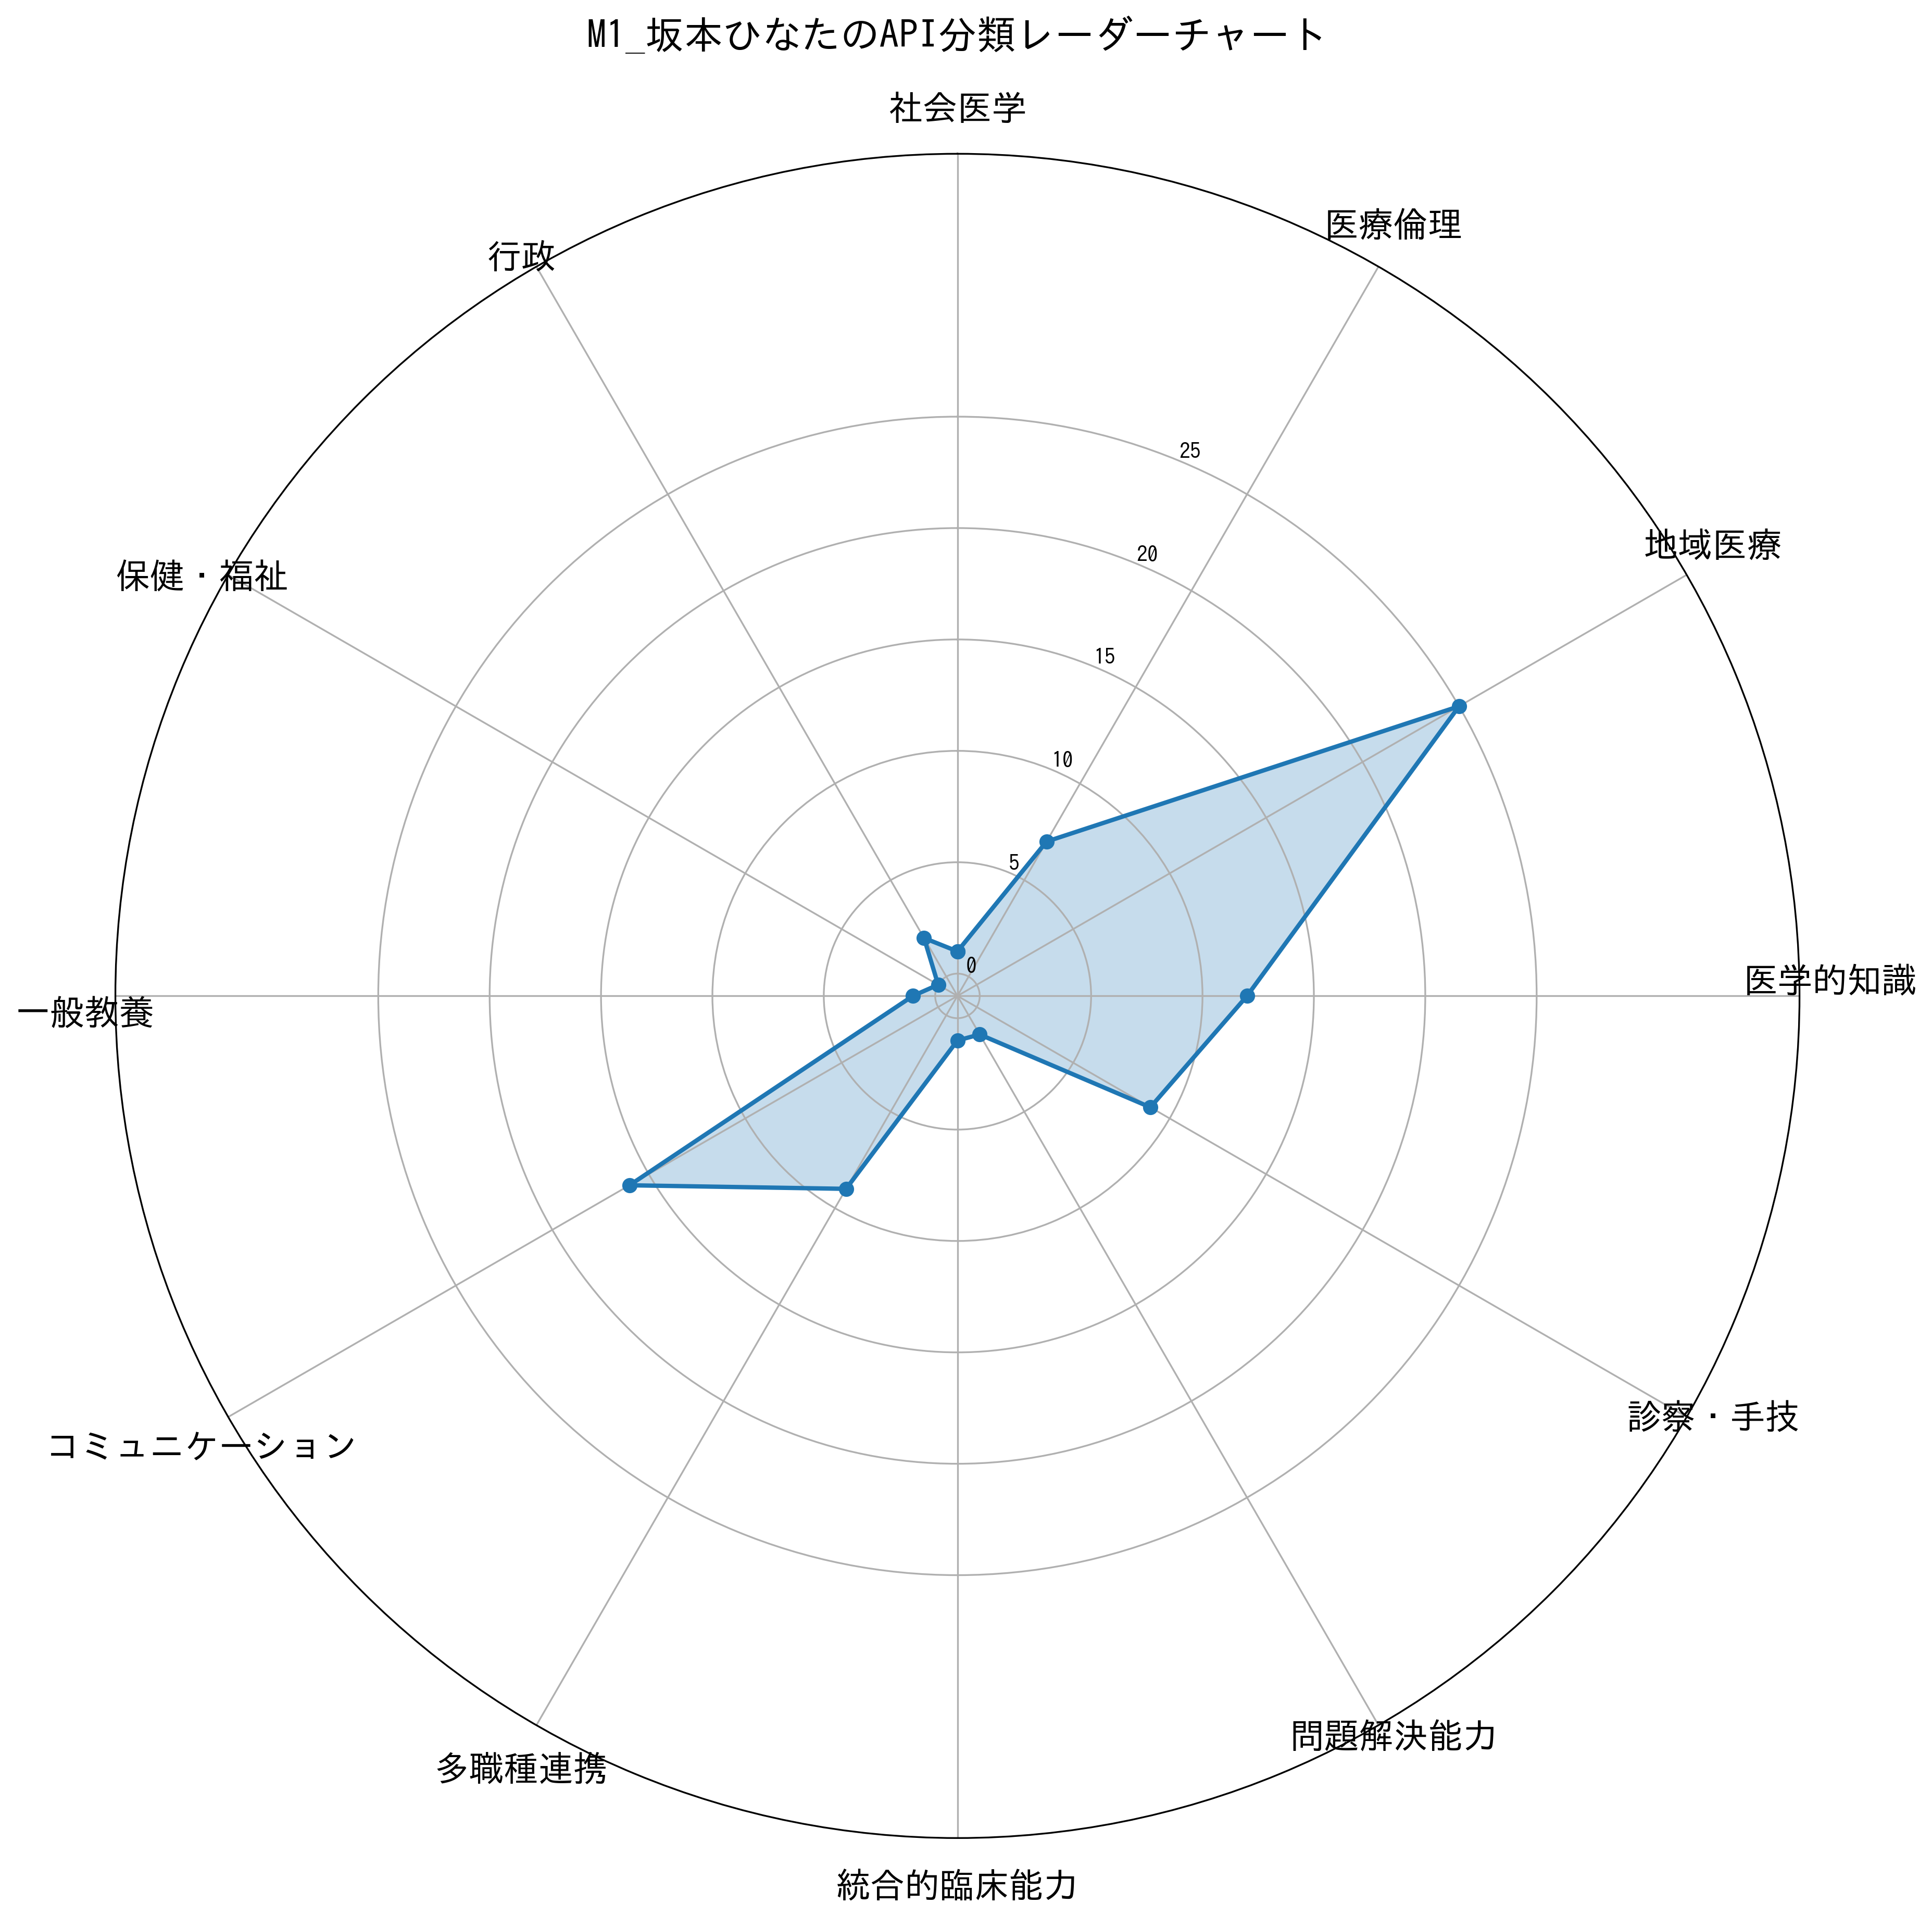 M1_坂本ひなたのAPI分類レーダーチャート
社会医学
医療倫理
行政
25
地域医療
20
保健・福祉
15
10
5
0
医学的知識
一般教養
診察・手技
コミュニケーション
問題解決能力
多職種連携
統合的臨床能力